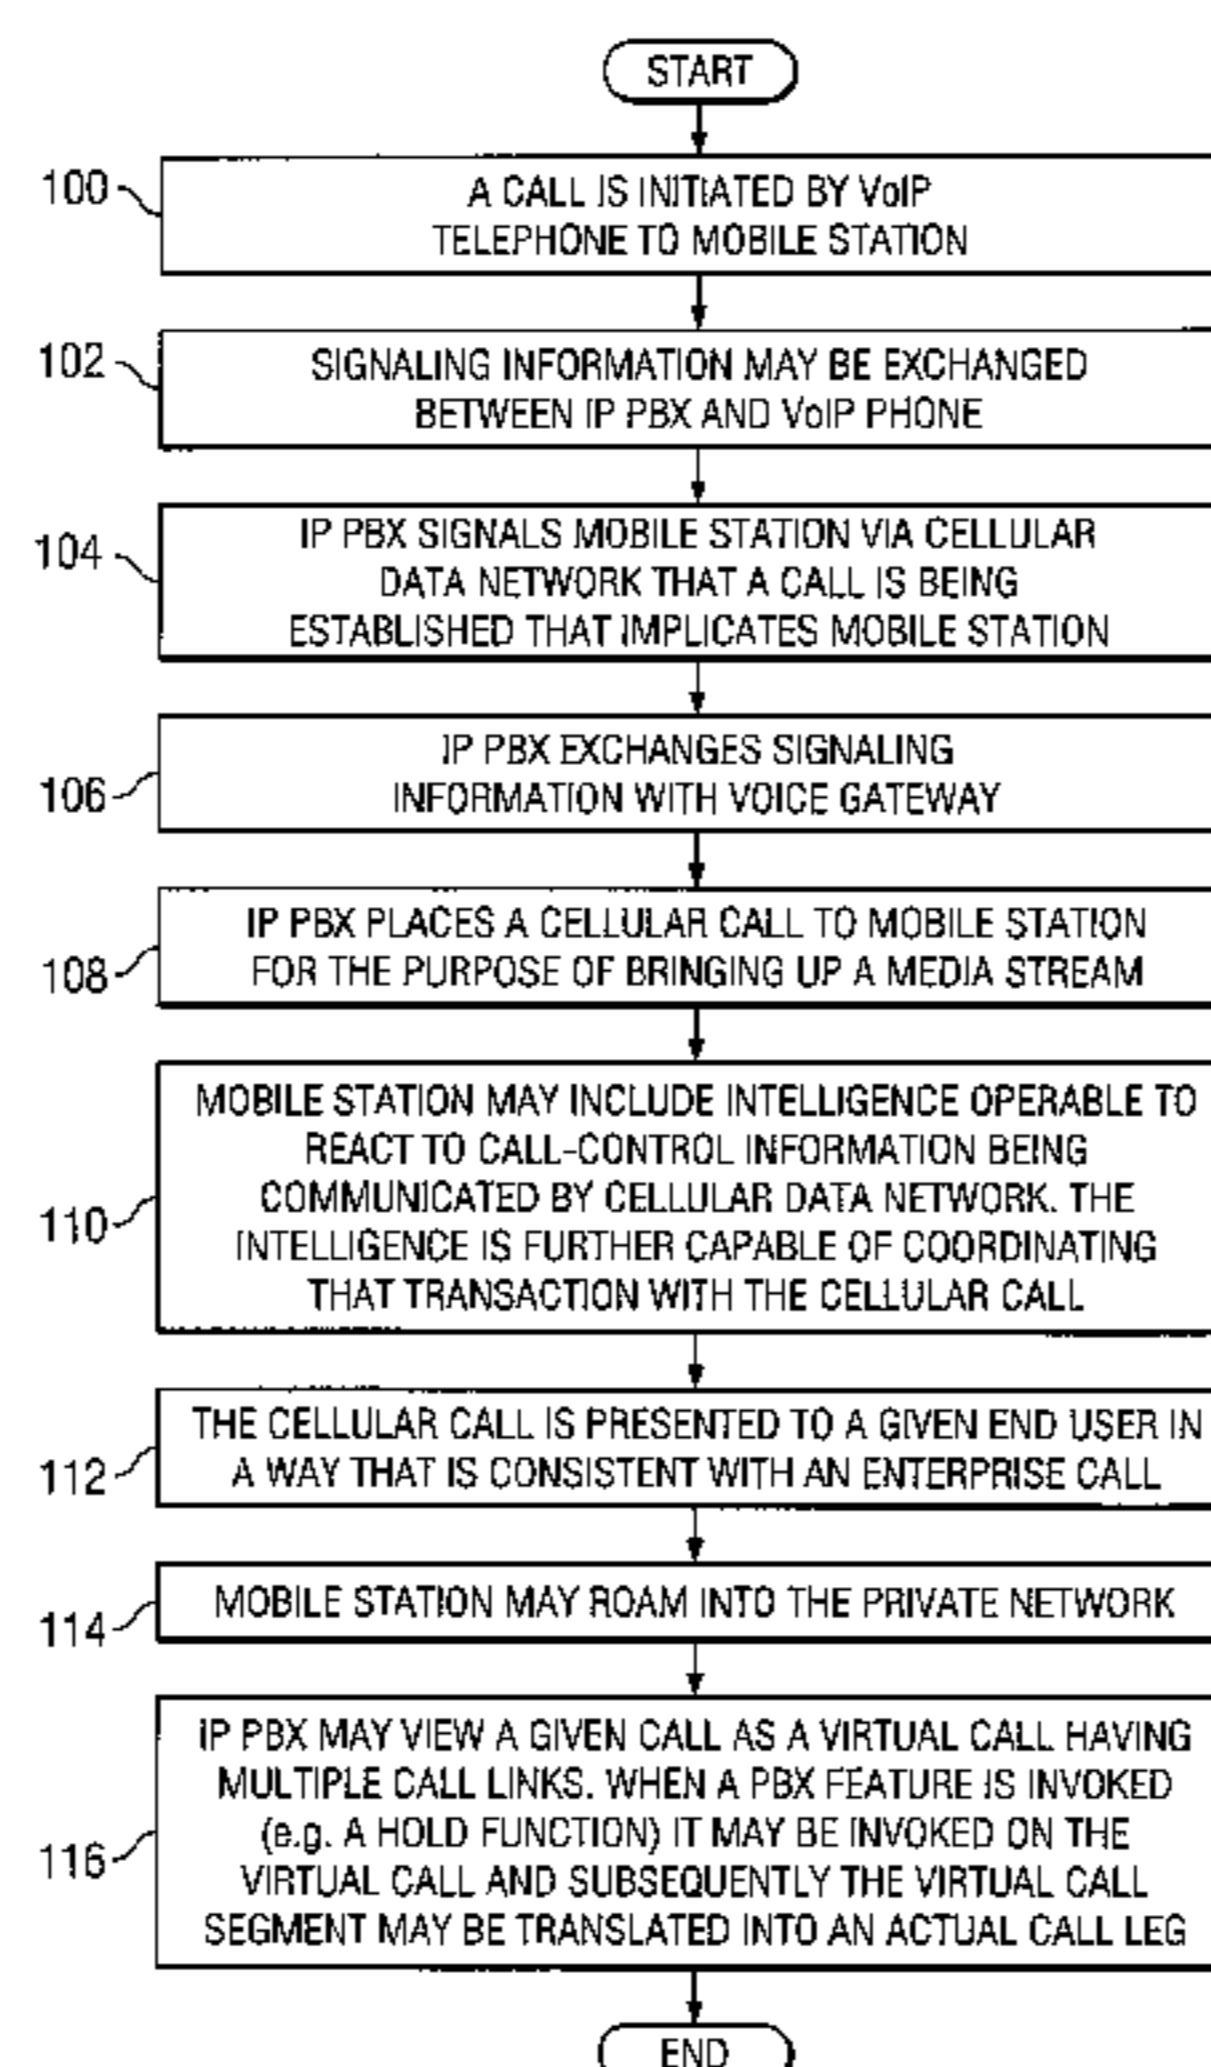 START
100
A CALL IS INITIATED BY VoIP
TELEPHONE TO MOBILE STATION
102
SIGNALING INFORMATION MAY BE EXCHANGED
BETWEEN IP PBX AND VoIP PHONE
104
IP PBX SIGNALS MOBILE STATION VIA CELLULAR
DATA NETWORK THAT A CALL IS BEING
ESTABLISHED THAT IMPLICATES MOBILE STATION
106
IP PBX EXCHANGES SIGNALING
INFORMATION WITH VOICE GATEWAY
108
IP PBX PLACES A CELLULAR CALL TO MOBILE STATION
FOR THE PURPOSE OF BRINGING UP A MEDIA STREAM
110
MOBILE STATION MAY INCLUDE INTELLIGENCE OPERABLE TO
REACT TO CALL-CONTROL INFORMATION BEING
COMMUNICATED BY CELLULAR DATA NETWORK. THE
INTELLIGENCE IS FURTHER CAPABLE OF COORDINATING
THAT TRANSACTION WITH THE CELLULAR CALL
112
THE CELLULAR CALL IS PRESENTED TO A GIVEN END USER IN
A WAY THAT IS CONSISTENT WITH AN ENTERPRISE CALL
114
MOBILE STATION MAY ROAM INTO THE PRIVATE NETWORK
116
IP PBX MAY VIEW A GIVEN CALL AS A VIRTUAL CALL HAVING
MULTIPLE CALL LINKS. WHEN A PBX FEATURE IS INVOKED
(e.g. A HOLD FUNCTION) IT MAY BE INVOKED ON THE
VIRTUAL CALL AND SUBSEQUENTLY THE VIRTUAL CALL
SEGMENT MAY BE TRANSLATED INTO AN ACTUAL CALL LEG
END